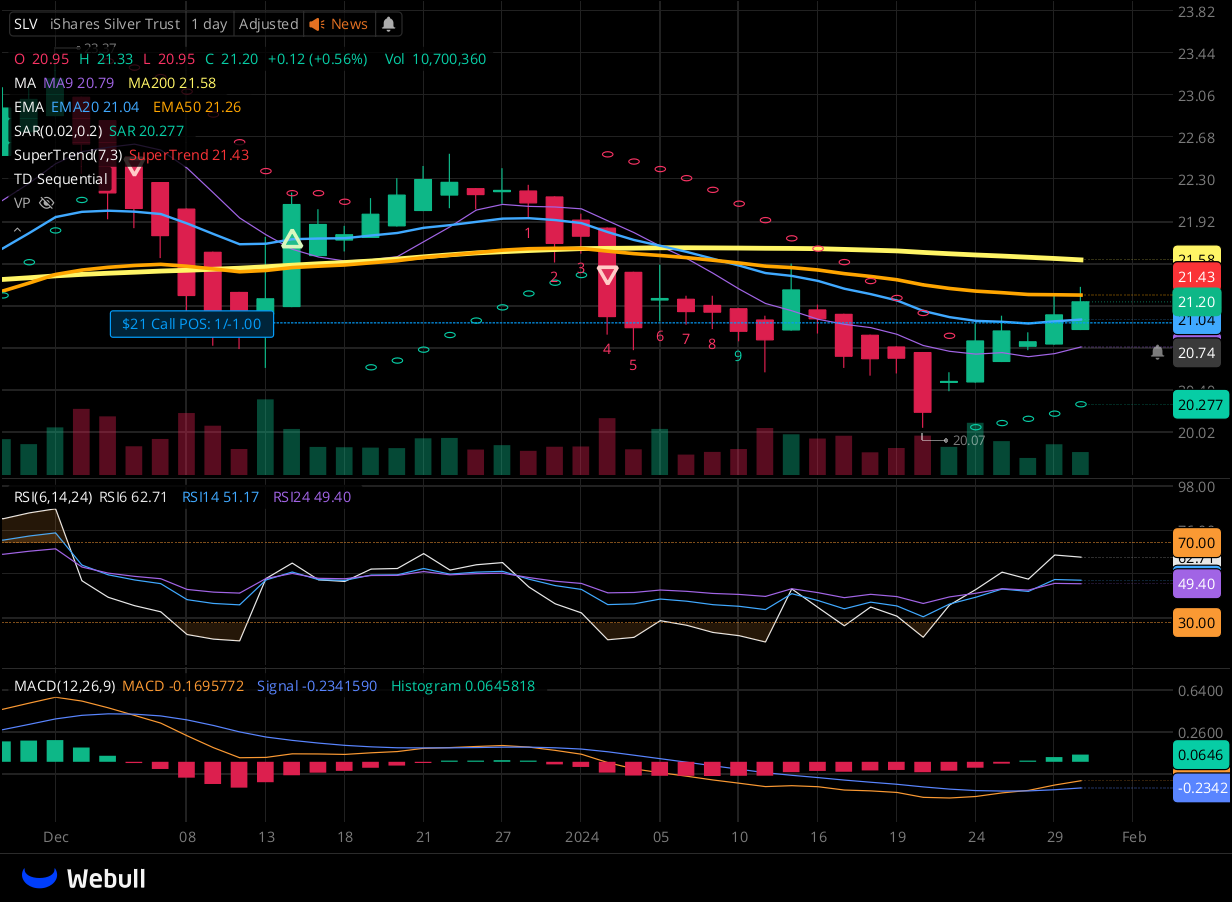 SLV iShares Silver Trust 1 day Adjusted News
23.82
23.44
O 20.95 H 21.33 L 20.95 C 21.20 +0.12 (+0.56%) Vol 10,700,360
MA MA9 20.79 MA200 21.58
23.06
EMA EMA20 21.04 EMA50 21.26
SAR(0.02,0.2) SAR 20.277
22.68
SuperTrend(7,3) SuperTrend 21.43
TD Sequential
22.30
VP
21.92
1
2
3
21.58
21.43
21.20
21.04
$21 Call POS: 1/-1.00
4
5
6
7
8
9
20.74
20.277
20.02
20.07
98.00
RSI(6,14,24) RSI6 62.71 RSI14 51.17 RSI24 49.40
70.00
62.71
49.40
30.00
MACD(12,26,9) MACD -0.1695772 Signal -0.2341590 Histogram 0.0645818
0.6400
0.2600
0.0646
-0.2342
Dec 08 13 18 21 27 2024 05 10 16 19 24 29 Feb
Webull